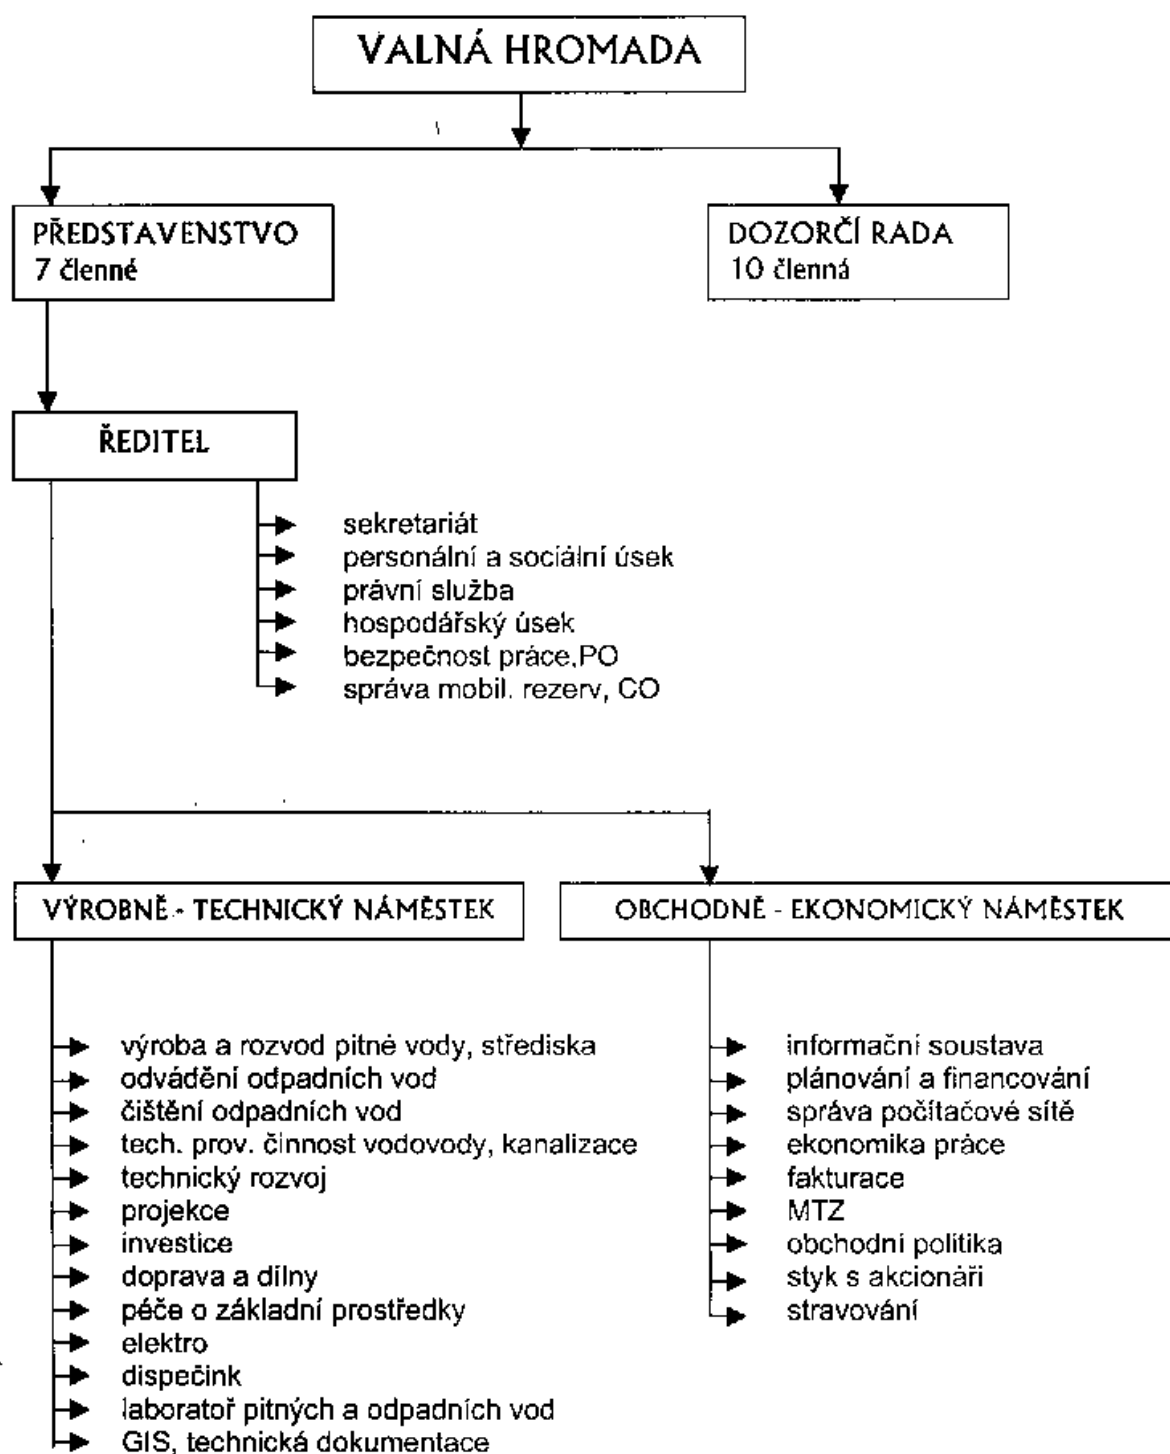 VALNÁ HROMADA
PŘEDSTAVENSTVO
7 členné
DOZORČÍ RADA
10 členná
ŘEDITEL
sekretariát
personální a sociální úsek
právní služba
hospodářský úsek
bezpečnost práce,PO
správa mobil. rezerv, CO
VÝROBNĚ - TECHNICKÝ NÁMĚSTEK
výroba a rozvod pitné vody, střediska
odvádění odpadních vod
čištění odpadních vod
tech. prov. činnost vodovody, kanalizace
technický rozvoj
projekce
investice
doprava a dílny
péče o základní prostředky
elektro
dispečink
laboratoř pitných a odpadních vod
GIS, technická dokumentace
OBCHODNĚ - EKONOMICKÝ NÁMĚSTEK
informační soustava
plánování a financování
správa počítačové sítě
ekonomika práce
fakturace
MTZ
obchodní politika
styk s akcionáři
stravování